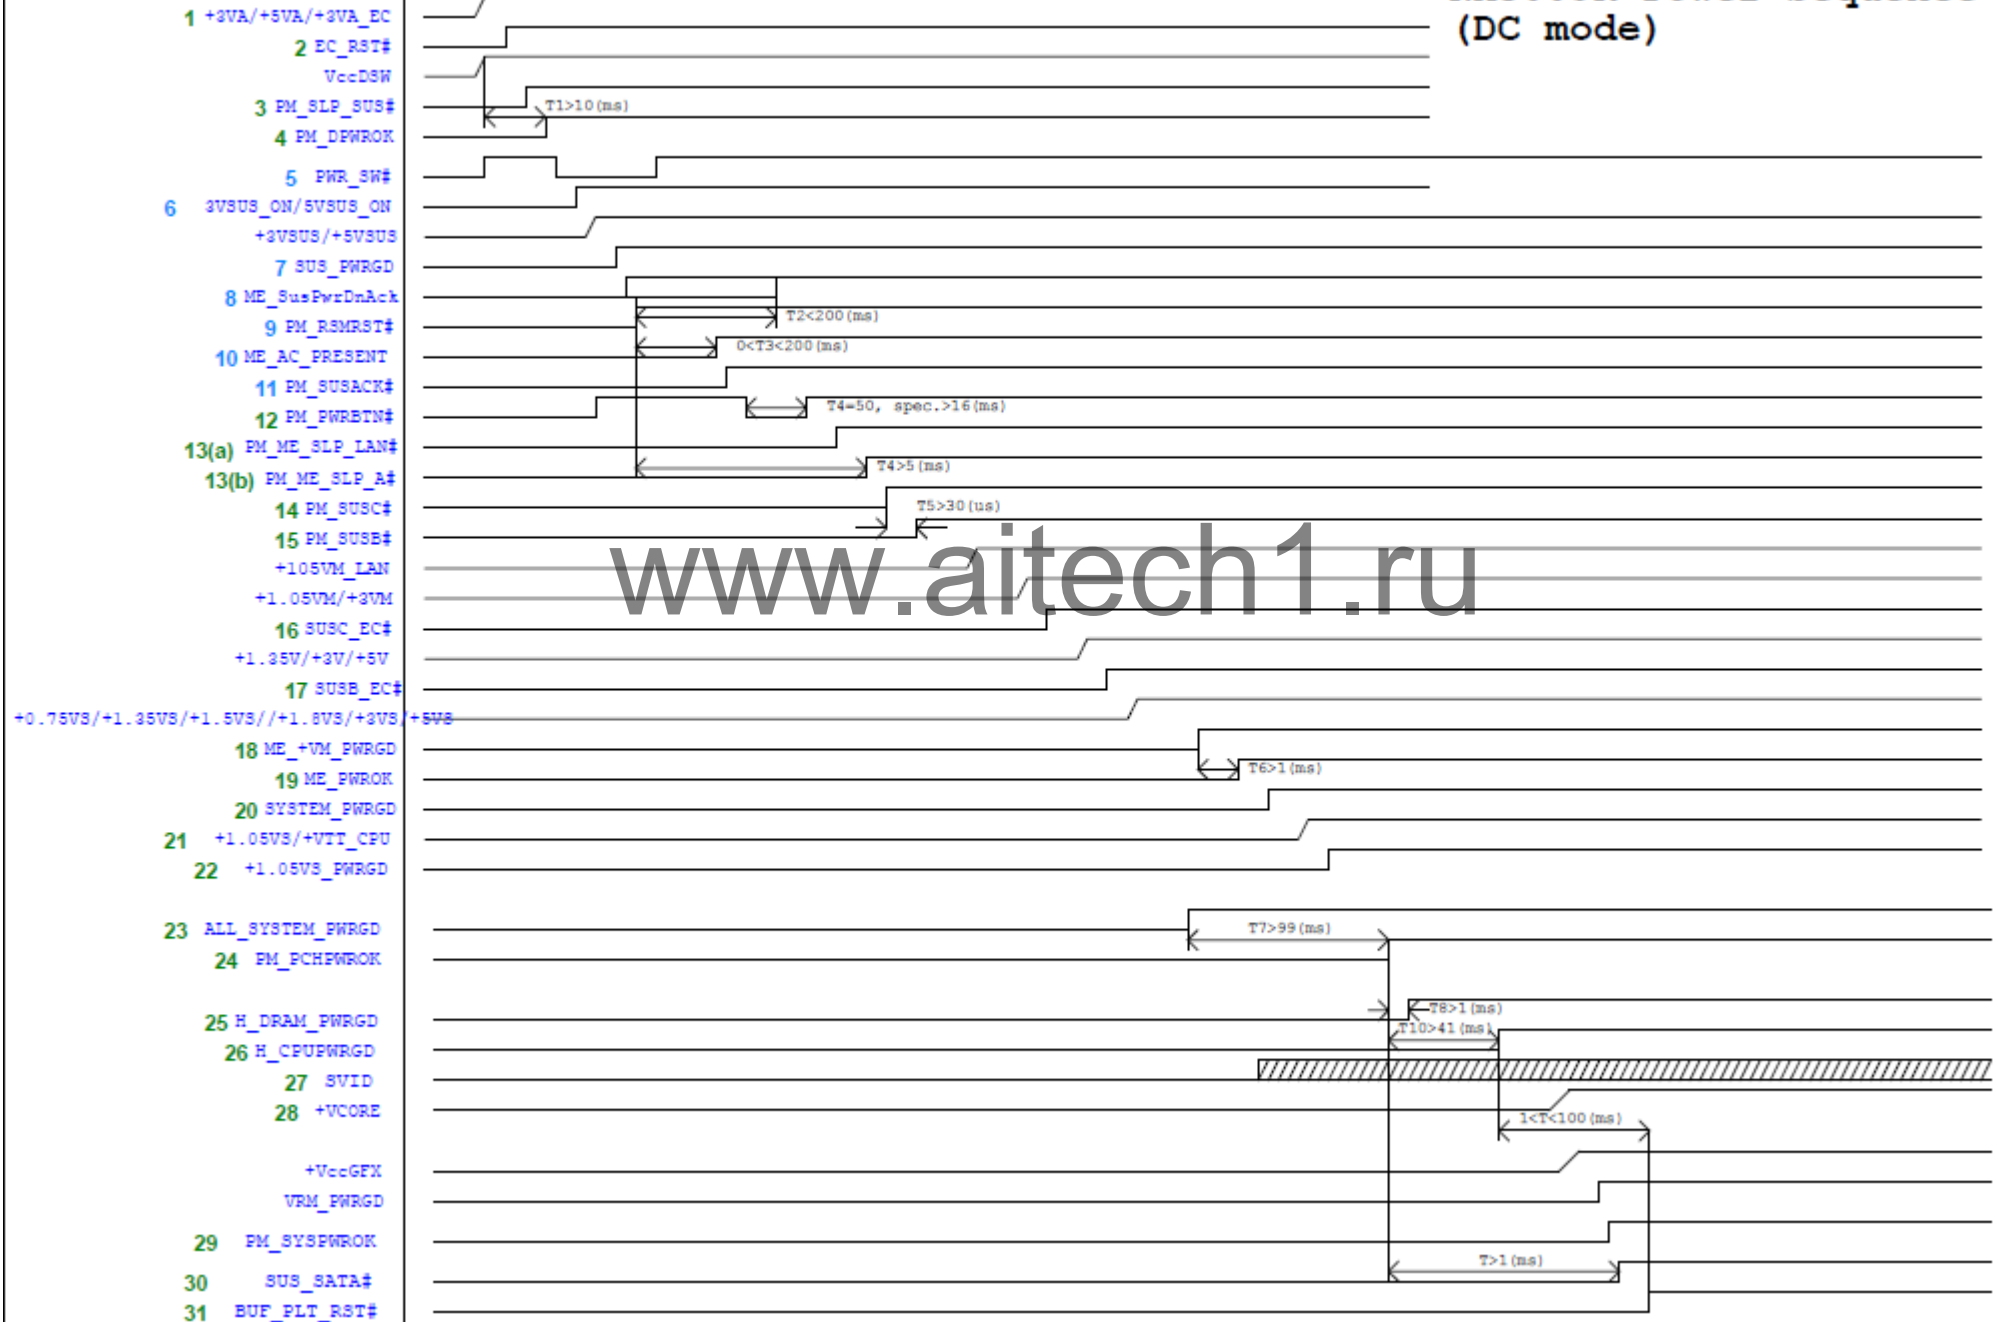 (DC mode)
1 +3VA/+5VA/+3VA_EC
2 EC_RST#
VccDSW
3 PM_SLP_SUS# T1>10(ms)
4 PM_DPWROK
5 PWR_SW#
6 3VSUS_ON/5VSUS_ON
+3VSUS/+5VSUS
7 SUS_PWRGD
8 ME_SusPwrDnAck
T2<200(ms)
9 PM_RSMRST#
0<T3<200(ms)
10 ME_AC_PRESENT
11 PM_SUSACK#
T4=50, spec.>16(ms)
12 PM_PWRBTN#
13(a) PM_ME_SLP_LAN#
T4>5(ms)
13(b) PM_ME_SLP_A#
14 PM_SUSC# T5>30(us)
15 PM_SUSB#
www.aitech1.ru
+105VM_LAN
+1.05VM/+3VM
16 SUSC_EC#
+1.35V/+3V/+5V
17 SUSB_EC#
+0.75VS/+1.35VS/+1.5VS//+1.8VS/+3VS/+5VS
18 ME_+VM_PWRGD
T6>1(ms)
19 ME_PWROK
20 SYSTEM_PWRGD
21 +1.05VS/+VTT_CPU
22 +1.05VS_PWRGD
23 ALL_SYSTEM_PWRGD T7>99(ms)
24 PM_PCHPWROK
T8>1(ms)
25 H_DRAM_PWRGD
T10>41(ms)
26 H_CPUPWRGD
27 SVID
28 +VCORE
1<T<100(ms)
+VccGFX
VRM_PWRGD
29 PM_SYSPWROK
T>1(ms)
30 SUS_SATA#
31 BUF_PLT_RST#